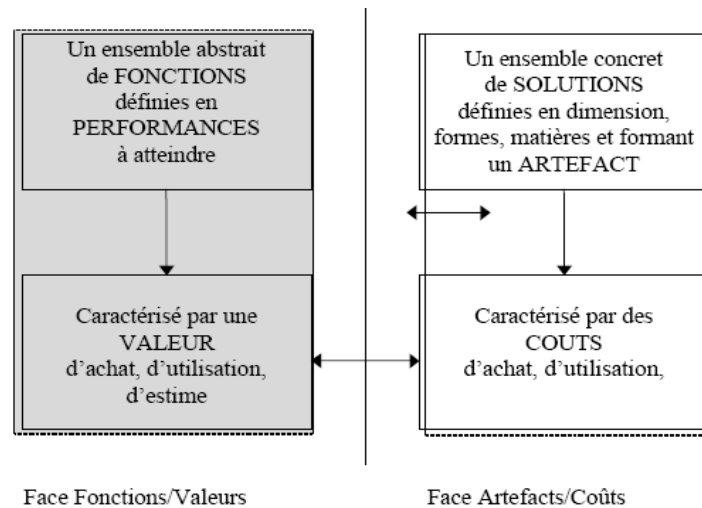 Un ensemble abstrait
de FONCTIONS
définies en
PERFORMANCES
à atteindre
Un ensemble concret
de SOLUTIONS
définies en dimension,
formes, matières et formant
un ARTEFACT
Caractérisé par une
VALEUR
d'achat, d'utilisation,
d'estime
Caractérisé par des
COUTS
d'achat, d'utilisation,
Face Fonctions/Valeurs
Face Artefacts/Coûts